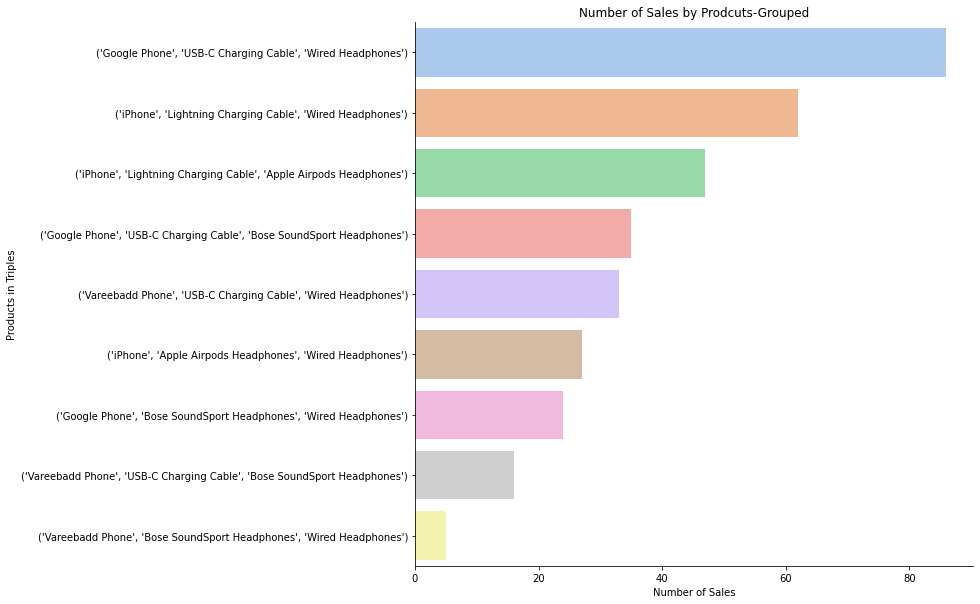 Number of Sales by Prodcuts-Grouped
('Google Phone', 'USB-C Charging Cable', 'Wired Headphones')
('iPhone', 'Lightning Charging Cable', 'Wired Headphones')
('iPhone', 'Lightning Charging Cable', 'Apple Airpods Headphones')
('Google Phone', 'USB-C Charging Cable', 'Bose SoundSport Headphones')
('Vareebadd Phone', 'USB-C Charging Cable', 'Wired Headphones')
('iPhone', 'Apple Airpods Headphones', 'Wired Headphones')
('Google Phone', 'Bose SoundSport Headphones', 'Wired Headphones')
('Vareebadd Phone', 'USB-C Charging Cable', 'Bose SoundSport Headphones')
('Vareebadd Phone', 'Bose SoundSport Headphones', 'Wired Headphones')
Products in Triples
0 20 40 60 80
Number of Sales